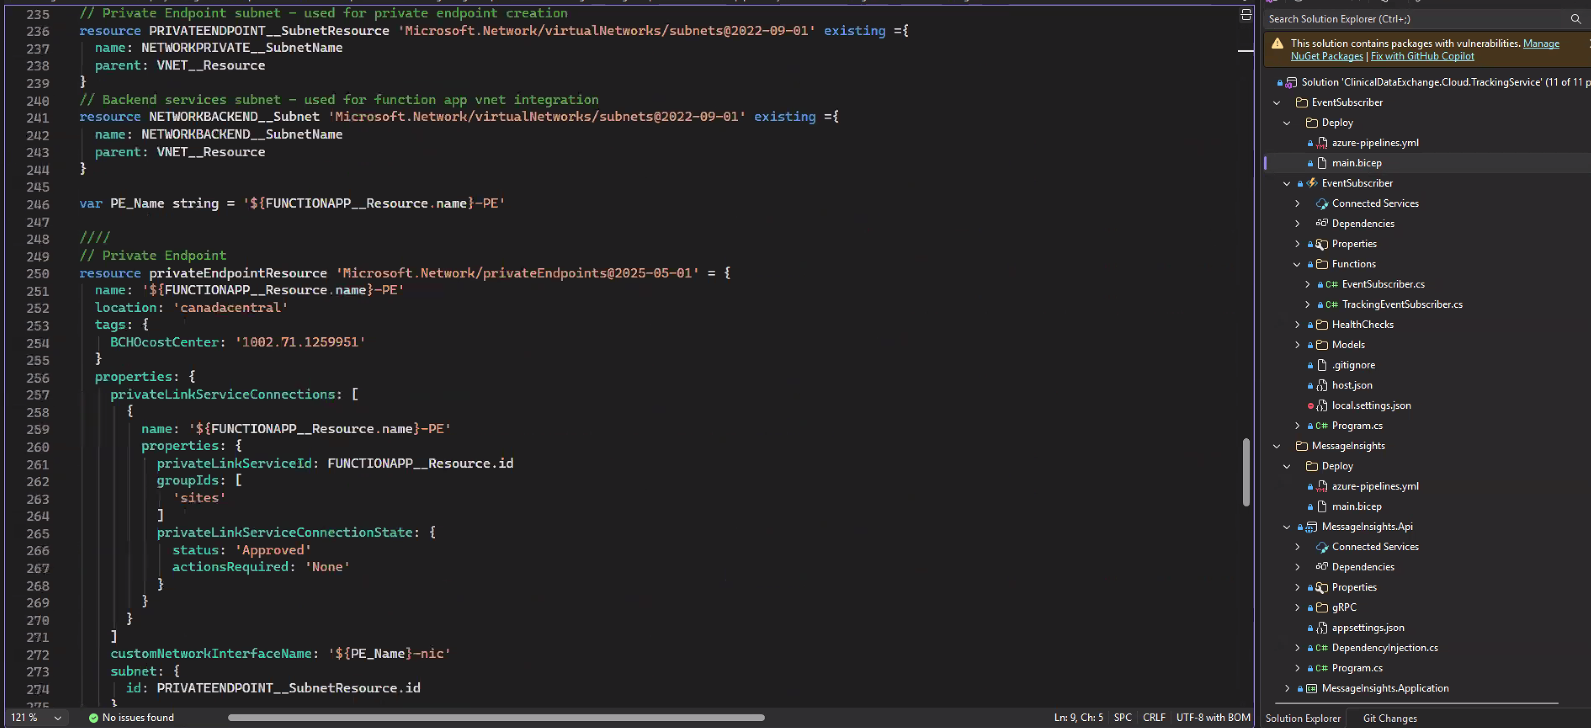 235 // Private Endpoint subnet - used for private endpoint creation
236 resource PRIVATEENDPOINT__SubnetResource 'Microsoft.Network/virtualNetworks/subnets@2022-09-01' existing ={
237 name: NETWORKPRIVATE__SubnetName
238 parent: VNET__Resource
239 }
240 // Backend services subnet - used for function app vnet integration
241 resource NETWORKBACKEND__Subnet 'Microsoft.Network/virtualNetworks/subnets@2022-09-01' existing ={
242 name: NETWORKBACKEND__SubnetName
243 parent: VNET__Resource
244 }
245
246 var PE_Name string = '${FUNCTIONAPP__Resource.name}-PE'
247
248 ////
249 // Private Endpoint
250 resource privateEndpointResource 'Microsoft.Network/privateEndpoints@2025-05-01' = {
251 name: '${FUNCTIONAPP__Resource.name}-PE'
252 location: 'canadacentral'
253 tags: {
254 BCHOcostCenter: '1002.71.1259951'
255 }
256 properties: {
257 privateLinkServiceConnections: [
258 {
259 name: '${FUNCTIONAPP__Resource.name}-PE'
260 properties: {
261 privateLinkServiceId: FUNCTIONAPP__Resource.id
262 groupIds: [
263 'sites'
264 ]
265 privateLinkServiceConnectionState: {
266 status: 'Approved'
267 actionsRequired: 'None'
268 }
269 }
270 }
271 ]
272 customNetworkInterfaceName: '${PE_Name}-nic'
273 subnet: {
274 id: PRIVATEENDPOINT__SubnetResource.id
275 }
121 %
No issues found
Ln: 9, Ch: 5 SPC CRLF UTF-8 with BOM
Search Solution Explorer (Ctrl+;)
This solution contains packages with vulnerabilities. Manage
NuGet Packages | Fix with GitHub Copilot
Solution 'ClinicalDataExchange.Cloud.TrackingService' (11 of 11 p
EventSubscriber
Deploy
azure-pipelines.yml
main.bicep
EventSubscriber
Connected Services
Dependencies
Properties
Functions
C# EventSubscriber.cs
C# TrackingEventSubscriber.cs
HealthChecks
Models
.gitignore
host.json
local.settings.json
C# Program.cs
MessageInsights
Deploy
azure-pipelines.yml
main.bicep
MessageInsights.Api
Connected Services
Dependencies
Properties
gRPC
appsettings.json
C# DependencyInjection.cs
C# Program.cs
MessageInsights.Application
Solution Explorer Git Changes